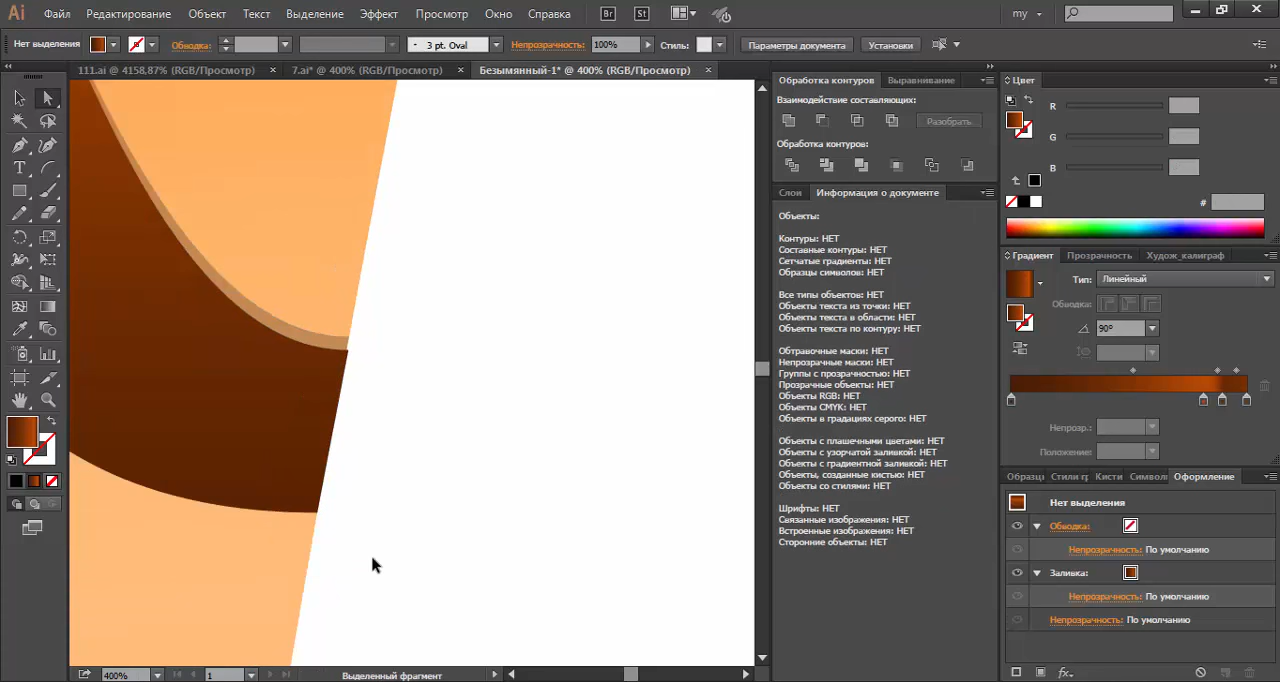 Ai Файл Редактирование Объект Текст Выделение Эффект Просмотр Окно Справка Br St my
Нет выделения Обводка: 3 pt. Oval Непрозрачность: 100% Стиль: Параметры документа Установки
111.ai @ 4158,87% (RGB/Просмотр) × 7.ai* @ 400% (RGB/Просмотр) × Безымянный-1* @ 400% (RGB/Просмотр) ×
Обработка контуров Выравнивание
Взаимодействие составляющих:
Разобрать
Обработка контуров:
Слои Информация о документе
Объекты:
Контуры: НЕТ
Составные контуры: НЕТ
Сетчатые градиенты: НЕТ
Образцы символов: НЕТ
Все типы объектов: НЕТ
Объекты текста из точки: НЕТ
Объекты текста в области: НЕТ
Объекты текста по контуру: НЕТ
Обтравочные маски: НЕТ
Непрозрачные маски: НЕТ
Группы с прозрачностью: НЕТ
Прозрачные объекты: НЕТ
Объекты RGB: НЕТ
Объекты CMYK: НЕТ
Объекты в градациях серого: НЕТ
Объекты с плашечными цветами: НЕТ
Объекты с узорчатой заливкой: НЕТ
Объекты с градиентной заливкой: НЕТ
Объекты, созданные кистью: НЕТ
Объекты со стилями: НЕТ
Шрифты: НЕТ
Связанные изображения: НЕТ
Встроенные изображения: НЕТ
Сторонние объекты: НЕТ
Цвет
R
G
B
#
Градиент Прозрачность Худож_калиграф
Тип: Линейный
Обводка:
90°
Непрозр.:
Положение:
Образцы Стили гр Кисти Символы Оформление
Нет выделения
Обводка:
Непрозрачность: По умолчанию
Заливка:
Непрозрачность: По умолчанию
Непрозрачность: По умолчанию
fx
400% 1 Выделенный фрагмент